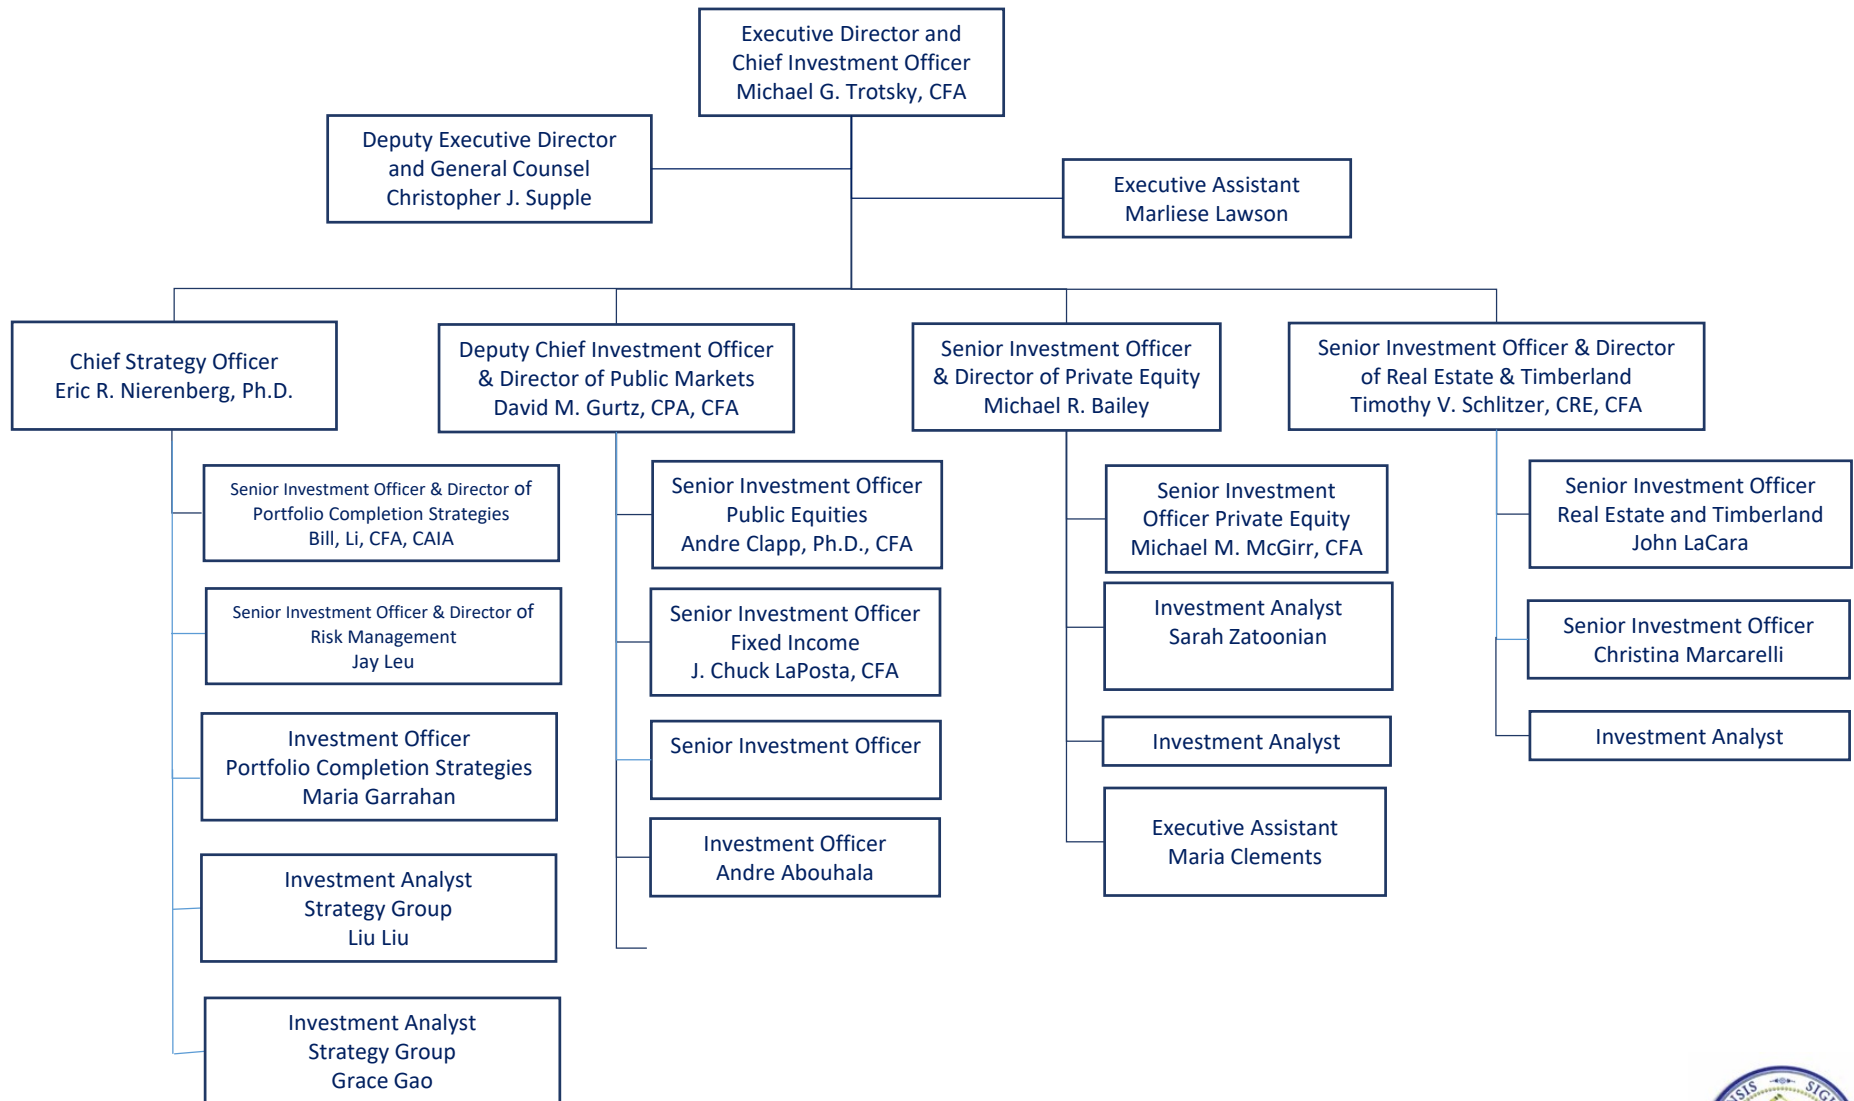 Executive Director and
Chief Investment Officer
Michael G. Trotsky, CFA
Deputy Executive Director
and General Counsel
Christopher J. Supple
Executive Assistant
Marliese Lawson
Chief Strategy Officer
Eric R. Nierenberg, Ph.D.
Deputy Chief Investment Officer
& Director of Public Markets
David M. Gurtz, CPA, CFA
Senior Investment Officer
& Director of Private Equity
Michael R. Bailey
Senior Investment Officer & Director
of Real Estate & Timberland
Timothy V. Schlitzer, CRE, CFA
Senior Investment Officer & Director of
Portfolio Completion Strategies
Bill, Li, CFA, CAIA
Senior Investment Officer & Director of
Risk Management
Jay Leu
Investment Officer
Portfolio Completion Strategies
Maria Garrahan
Investment Analyst
Strategy Group
Liu Liu
Investment Analyst
Strategy Group
Grace Gao
Senior Investment Officer
Public Equities
Andre Clapp, Ph.D., CFA
Senior Investment Officer
Fixed Income
J. Chuck LaPosta, CFA
Senior Investment Officer
Investment Officer
Andre Abouhala
Senior Investment
Officer Private Equity
Michael M. McGirr, CFA
Investment Analyst
Sarah Zatoonian
Investment Analyst
Executive Assistant
Maria Clements
Senior Investment Officer
Real Estate and Timberland
John LaCara
Senior Investment Officer
Christina Marcarelli
Investment Analyst